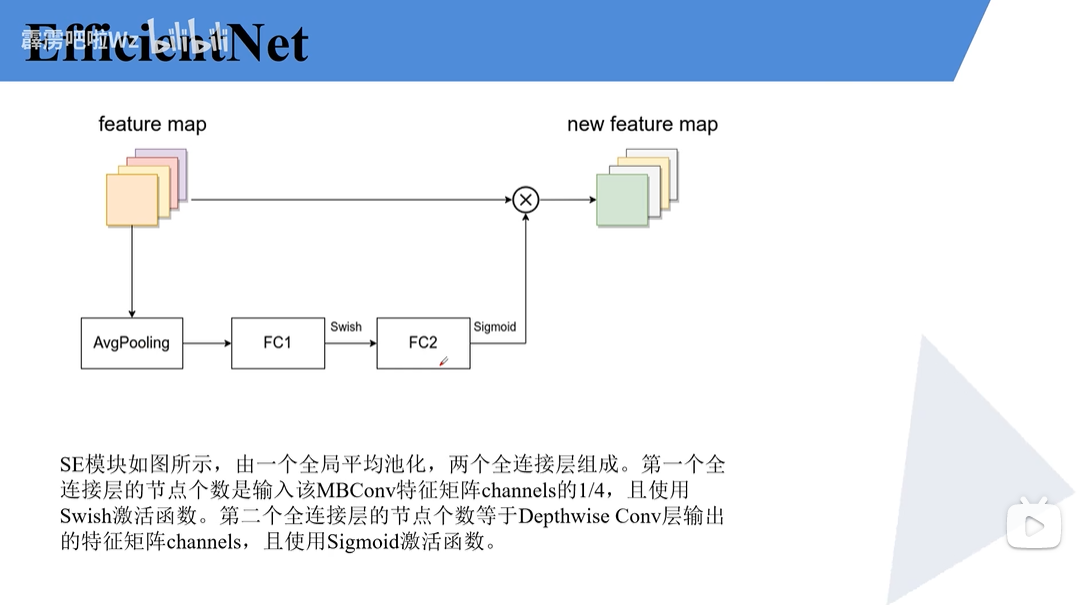 EfficientNet
霹雳吧啦Wz bilibili
feature map
new feature map
Swish
Sigmoid
AvgPooling
FC1
FC2
SE模块如图所示，由一个全局平均池化，两个全连接层组成。第一个全
连接层的节点个数是输入该MBConv特征矩阵channels的1/4，且使用
Swish激活函数。第二个全连接层的节点个数等于Depthwise Conv层输出
的特征矩阵channels，且使用Sigmoid激活函数。